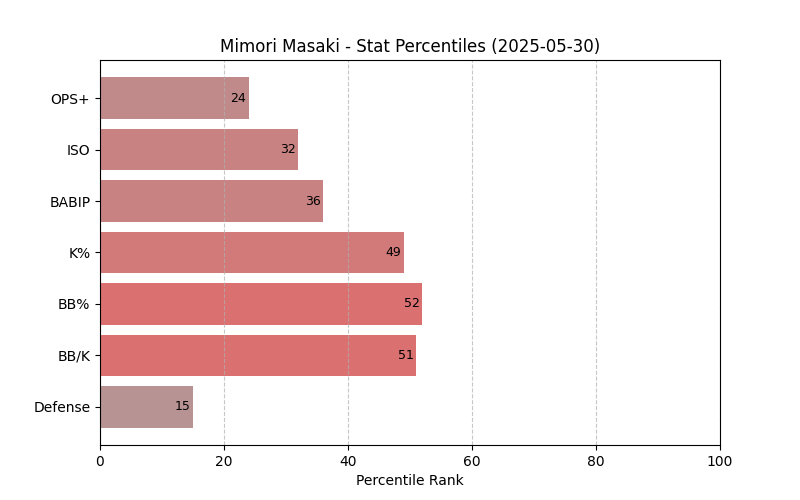 Mimori Masaki - Stat Percentiles (2025-05-30)
OPS+ 24
ISO 32
BABIP 36
K% 49
BB% 52
BB/K 51
Defense 15
0 20 40 60 80 100
Percentile Rank